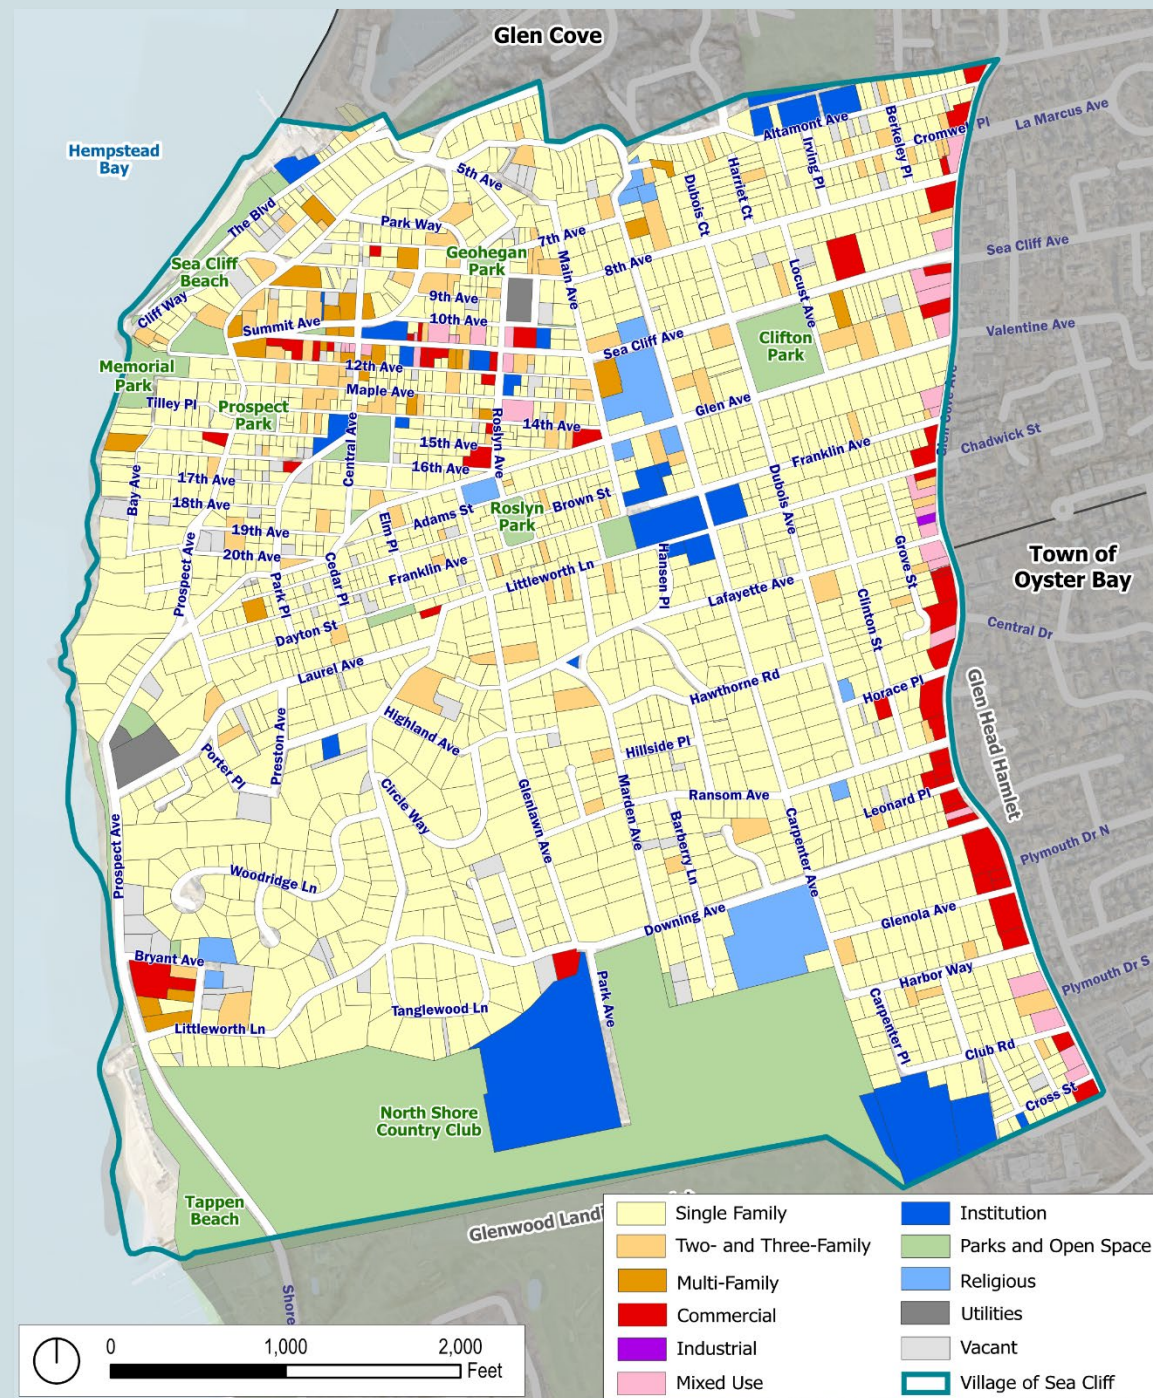 Glen Cove
Hempstead
Bay
Altamont Ave
Berkeley Pl
Cromwell Pl
La Marcus Ave
Irving Pl
Harriet Ct
Dubois Ct
5th Ave
The Blvd
Park Way
7th Ave
Main Ave
8th Ave
Geohegan
Park
Sea Cliff Ave
Sea Cliff
Beach
Locust Ave
9th Ave
Cliff Way
Summit Ave
10th Ave
Sea Cliff Ave
Clifton
Park
Valentine Ave
Memorial
Park
12th Ave
Maple Ave
Tilley Pl
Prospect
Park
Glen Ave
Glen Cove Ave
Roslyn Ave
14th Ave
Central Ave
15th Ave
16th Ave
Franklin Ave
Chadwick St
Bay Ave
17th Ave
18th Ave
Dubois Ave
Brown St
Adams St
Roslyn
Park
Elm Pl
19th Ave
20th Ave
Prospect Ave
Cedar Pl
Park Pl
Franklin Ave
Littleworth Ln
Hansen Pl
Lafayette Ave
Grove St
Clinton St
Town of
Oyster Bay
Dayton St
Central Dr
Laurel Ave
Hawthorne Rd
Horace Pl
Glen Head Hamlet
Highland Ave
Preston Ave
Porter Pl
Hillside Pl
Circle Way
Glenlawn Ave
Marden Ave
Ransom Ave
Leonard Pl
Barberry Ln
Carpenter Ave
Plymouth Dr N
Prospect Ave
Woodridge Ln
Downing Ave
Glenola Ave
Bryant Ave
Harbor Way
Plymouth Dr S
Park Ave
Tanglewood Ln
Littleworth Ln
Carpenter Pl
Club Rd
Cross St
North Shore
Country Club
Tappen
Beach
Glenwood
Shore
0 1,000 2,000
Feet
Single Family
Two- and Three-Family
Multi-Family
Commercial
Industrial
Mixed Use
Institution
Parks and Open Space
Religious
Utilities
Vacant
Village of Sea Cliff